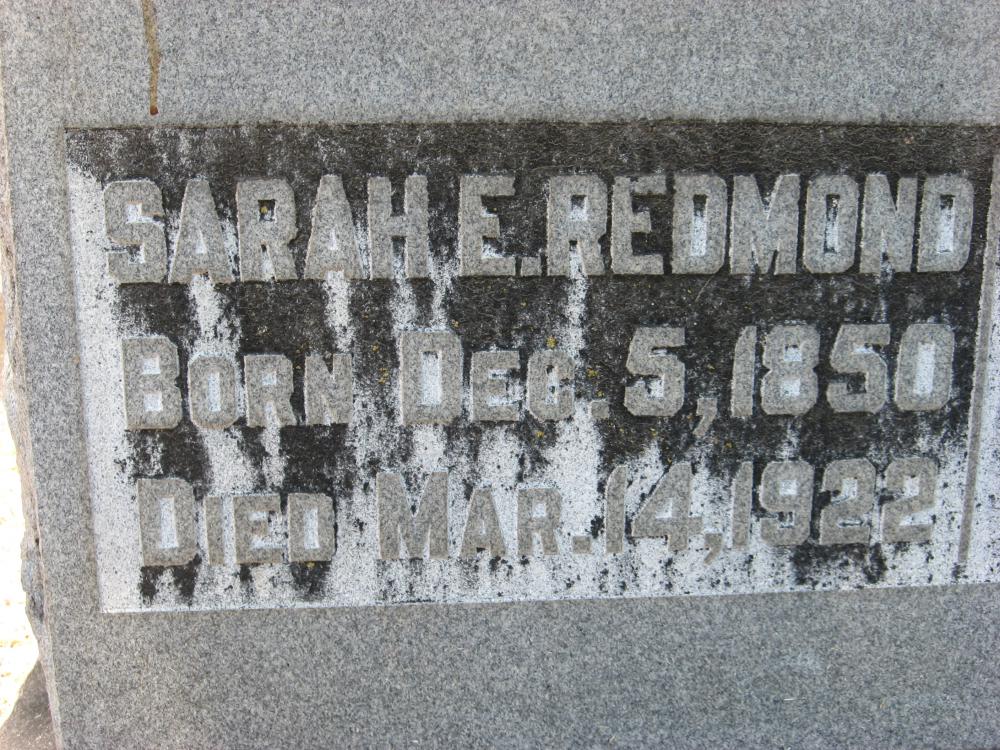 SARAH E. REDMOND
BORN DEC. 5, 1850
DIED MAR. 14, 1922